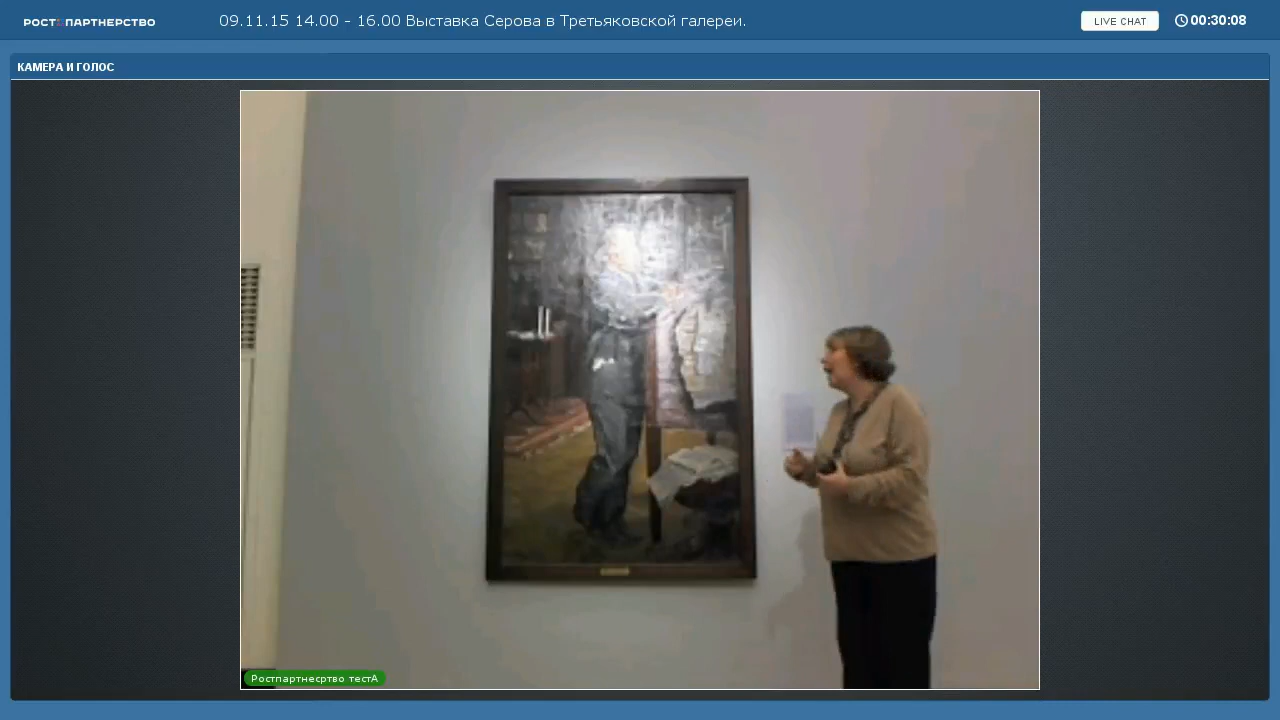 РОСТ ПАРТНЕРСТВО
09.11.15 14.00 - 16.00 Выставка Серова в Третьяковской галереи.
LIVE CHAT
00:30:08
КАМЕРА И ГОЛОС
Ростпартнесртво тестА